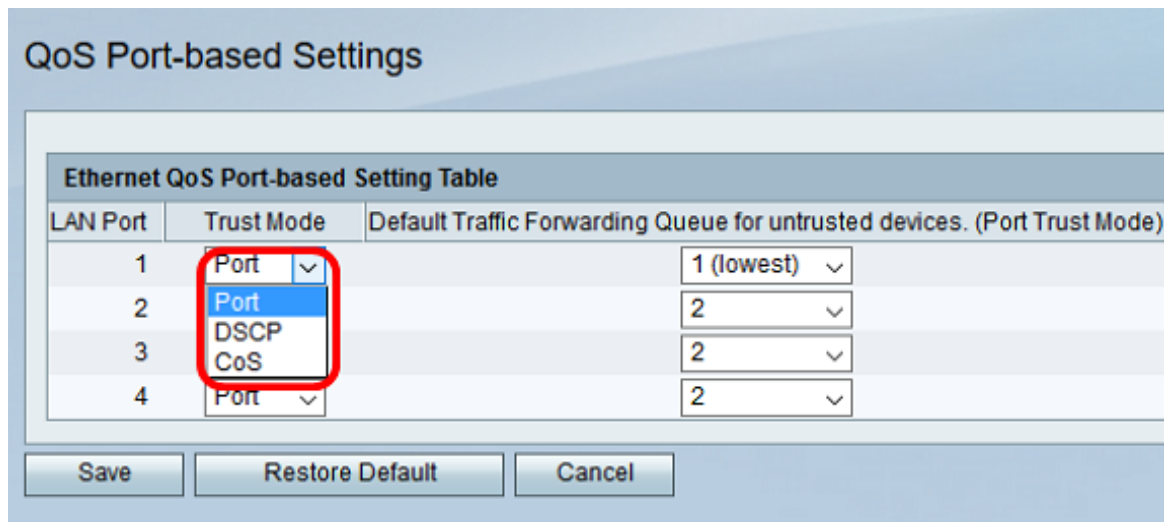 QoS Port-based Settings
Ethernet QoS Port-based Setting Table
LAN Port Trust Mode Default Traffic Forwarding Queue for untrusted devices. (Port Trust Mode)
1 Port 1 (lowest)
2 Port 2
DSCP
3 CoS 2
4 Port 2
Save Restore Default Cancel